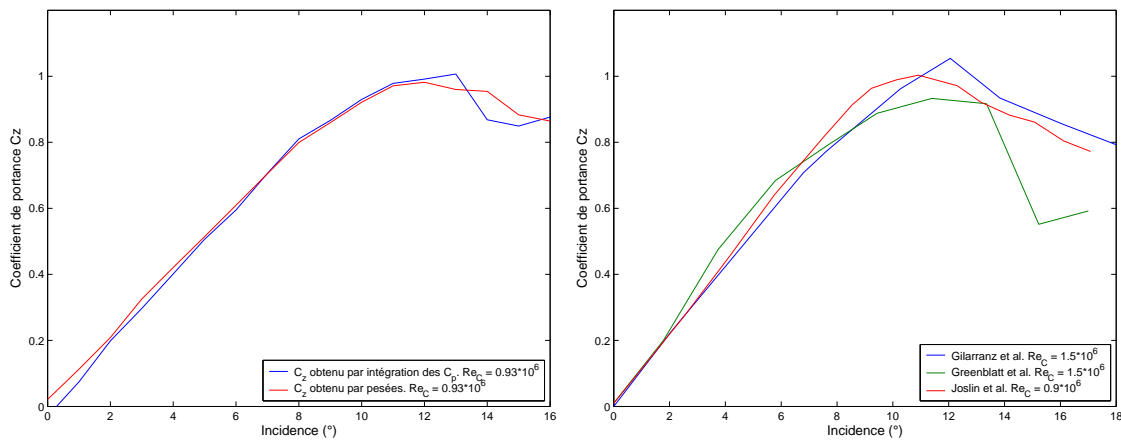 Coefficient de portance Cz
1
0.8
0.6
0.4
0.2
0
0 2 4 6 8 10 12 14 16
Incidence (°)
C_z obtenu par intégration des C_p. Re_C = 0.93*10^6
C_z obtenu par pesées. Re_C = 0.93*10^6
Coefficient de portance Cz
1
0.8
0.6
0.4
0.2
0
0 2 4 6 8 10 12 14 16 18
Incidence (°)
Gilarranz et al. Re_C = 1.5*10^6
Greenblatt et al. Re_C = 1.5*10^6
Joslin et al. Re_C = 0.9*10^6